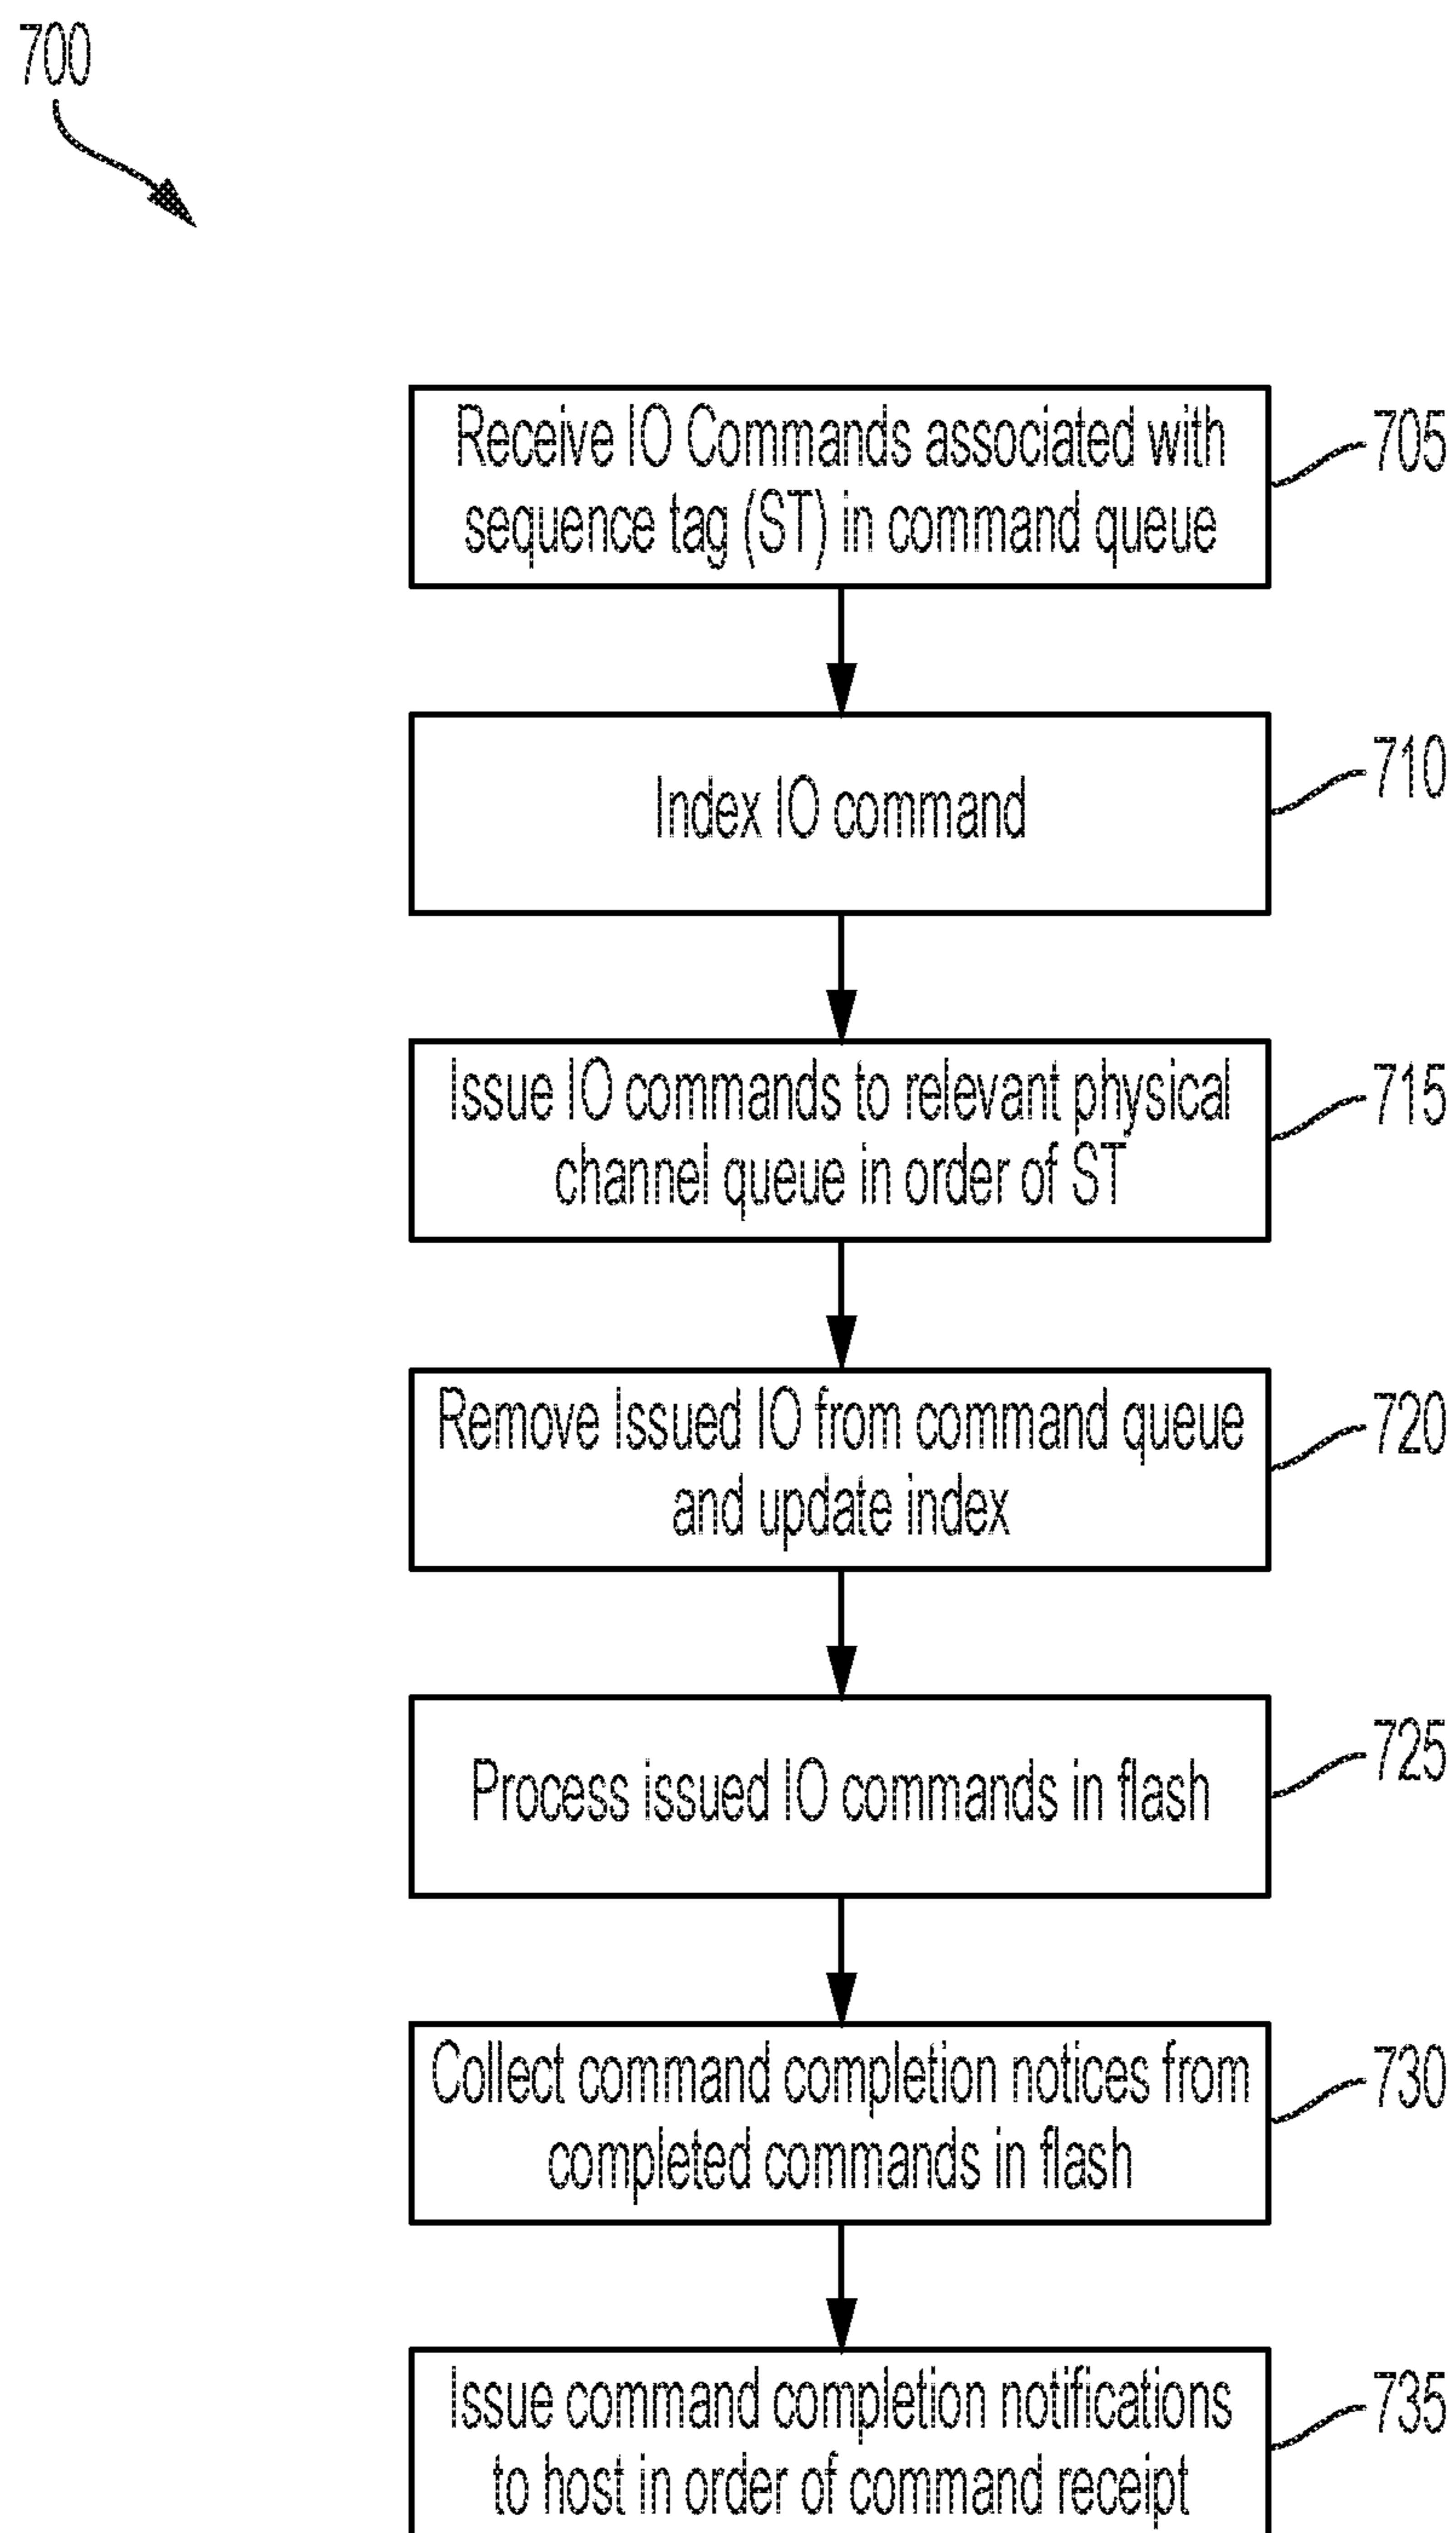 700
Receive IO Commands associated with
sequence tag (ST) in command queue
705
Index IO command
710
Issue IO commands to relevant physical
channel queue in order of ST
715
Remove Issued IO from command queue
and update index
720
Process issued IO commands in flash
725
Collect command completion notices from
completed commands in flash
730
Issue command completion notifications
to host in order of command receipt
735